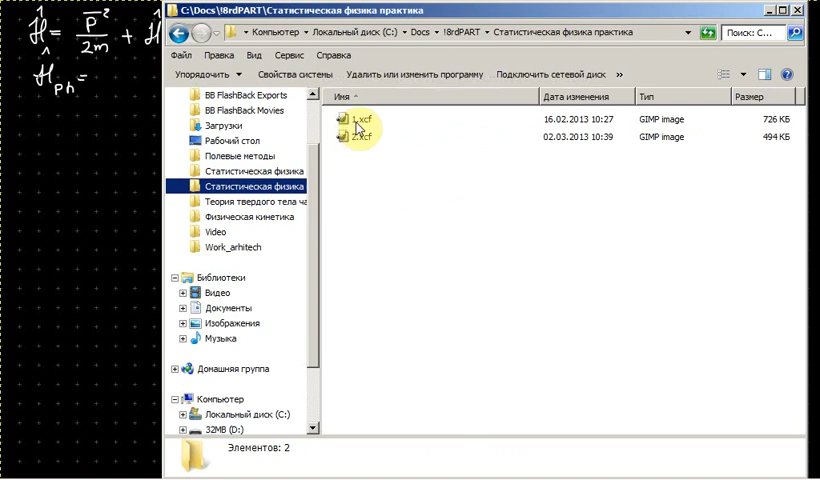 Ĥ = p̄² / 2m + Ĥ
Ĥph =
C:\Docs\!8rdPART\Статистическая физика практика
Компьютер ▸ Локальный диск (C:) ▸ Docs ▸ !8rdPART ▸ Статистическая физика практика
Поиск: С...
Файл Правка Вид Сервис Справка
Упорядочить Свойства системы Удалить или изменить программу Подключить сетевой диск »
Имя Дата изменения Тип Размер
BB FlashBack Exports
BB FlashBack Movies
Загрузки
Рабочий стол
Полевые методы
Статистическая физика
Статистическая физика
Теория твердого тела ча
Физическая кинетика
Video
Work_arhitech
Библиотеки
Видео
Документы
Изображения
Музыка
Домашняя группа
Компьютер
Локальный диск (C:)
32MB (D:)
1.xcf 16.02.2013 10:27 GIMP image 726 КБ
2.xcf 02.03.2013 10:39 GIMP image 494 КБ
Элементов: 2